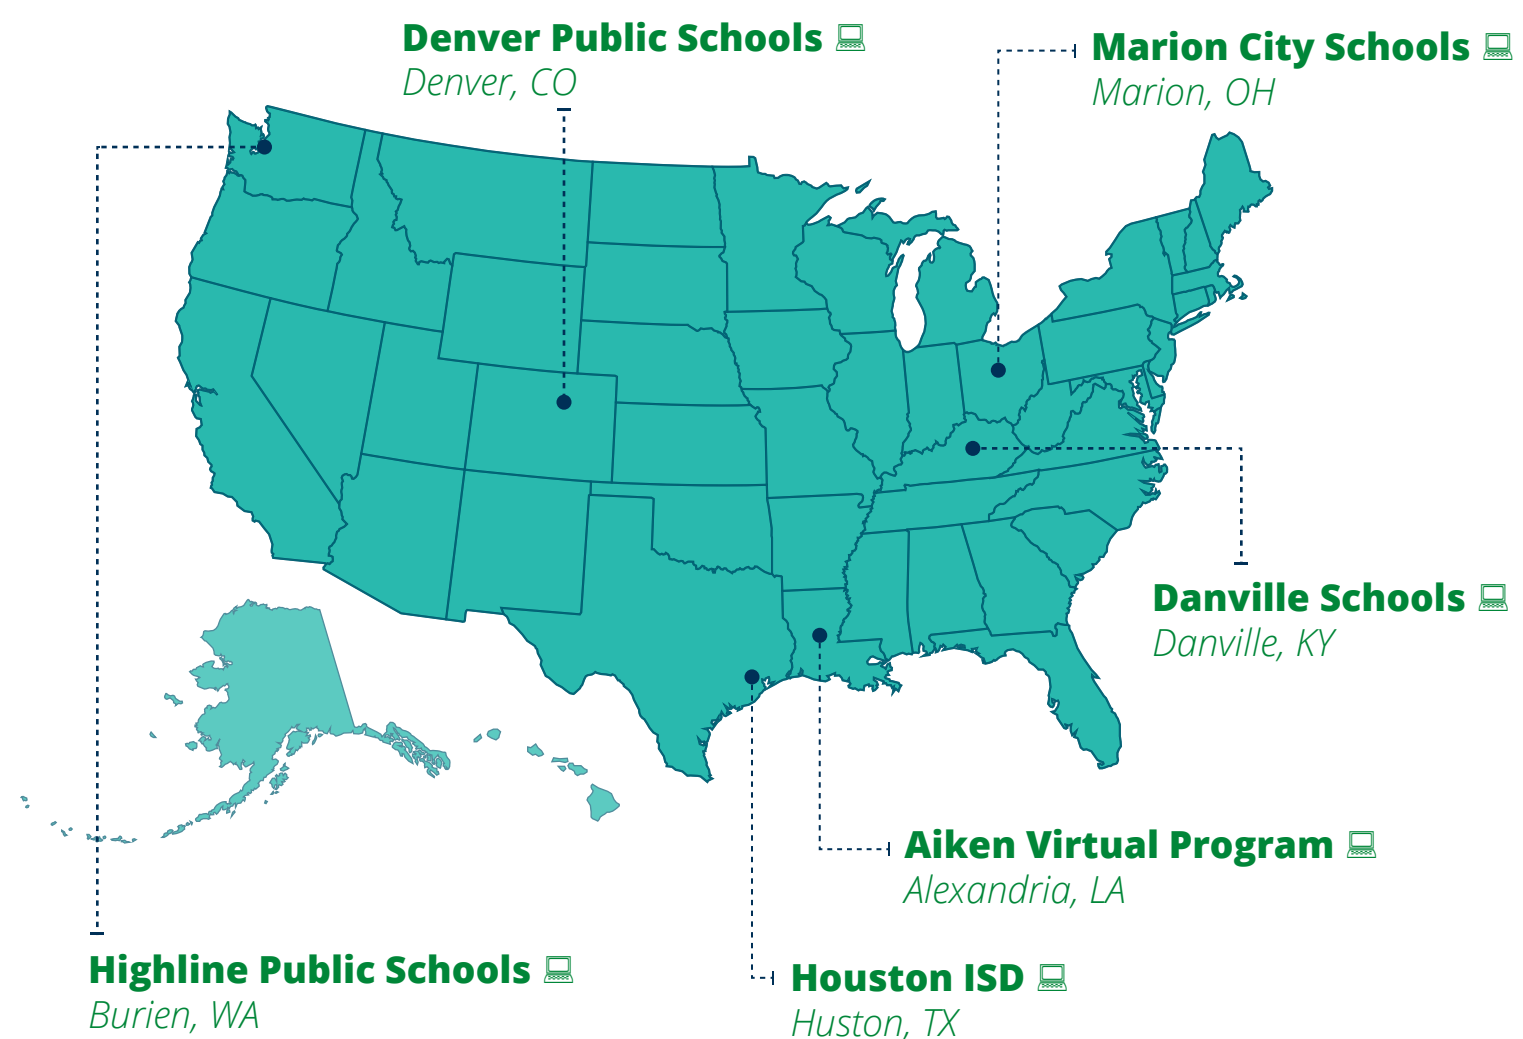 Denver Public Schools
Denver, CO
Marion City Schools
Marion, OH
Danville Schools
Danville, KY
Aiken Virtual Program
Alexandria, LA
Highline Public Schools
Burien, WA
Houston ISD
Huston, TX